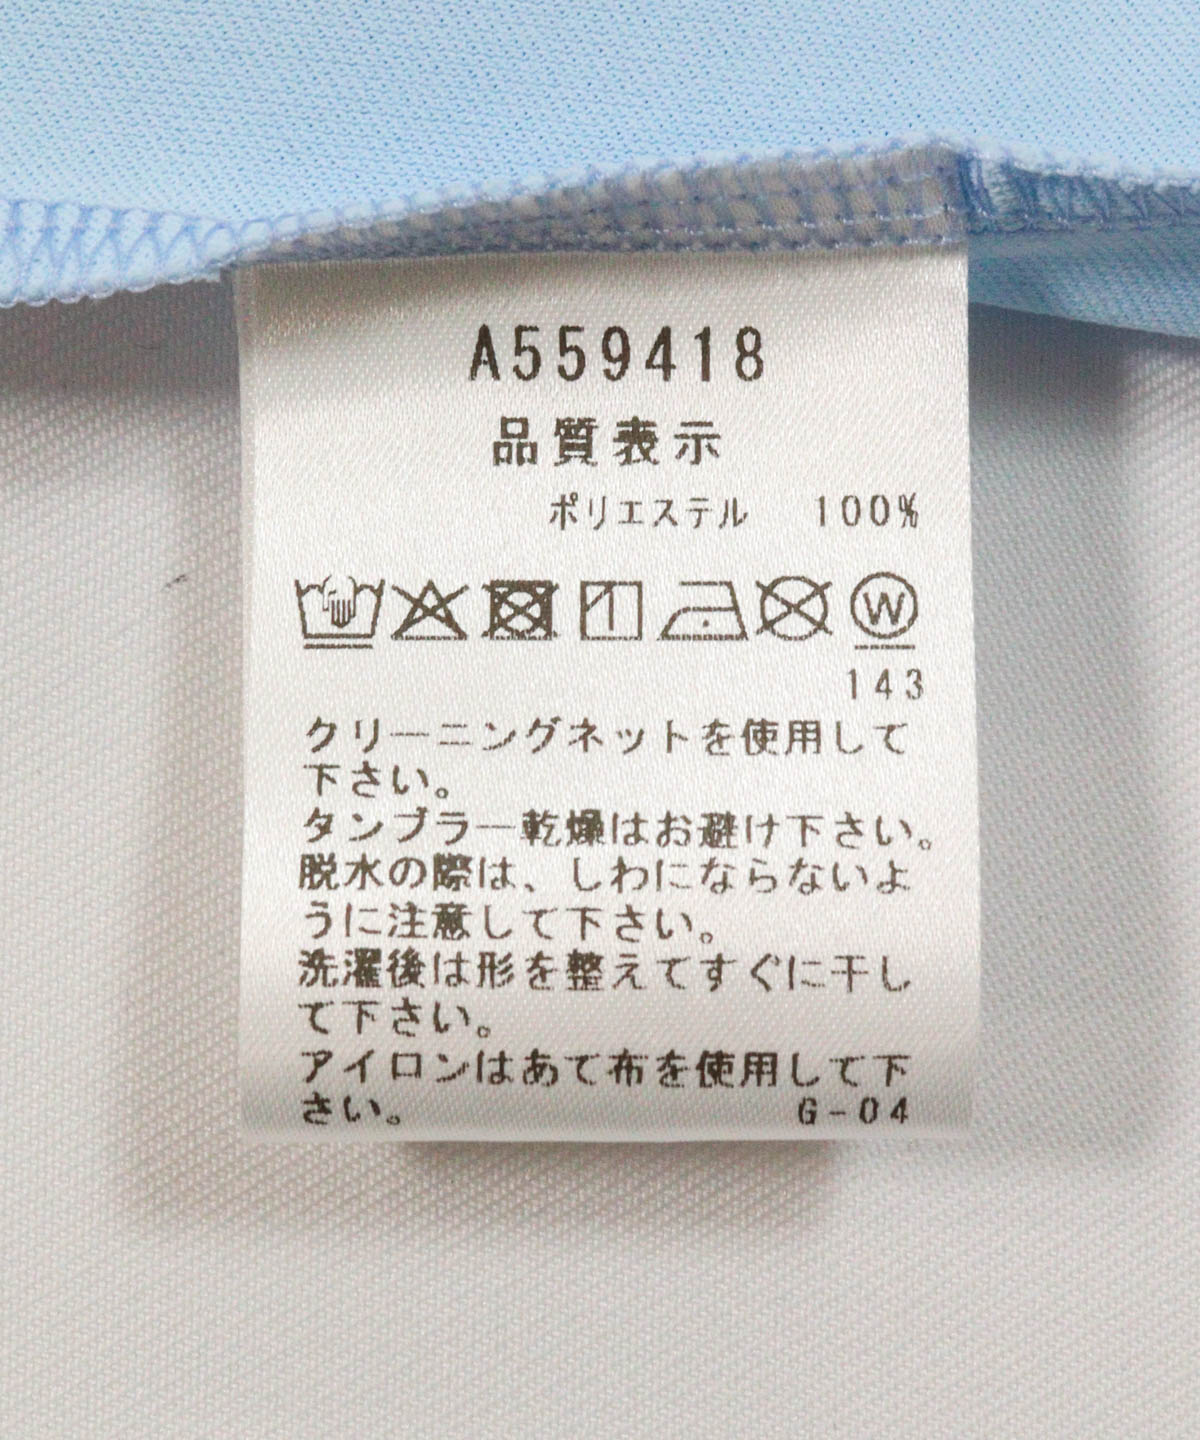 A559418
品質表示
ポリエステル 100%
W
143
クリーニングネットを使用して
下さい。
タンブラー乾燥はお避け下さい。
脱水の際は、しわにならないよ
うに注意して下さい。
洗濯後は形を整えてすぐに干し
て下さい。
アイロンはあて布を使用して下
さい。 G-04